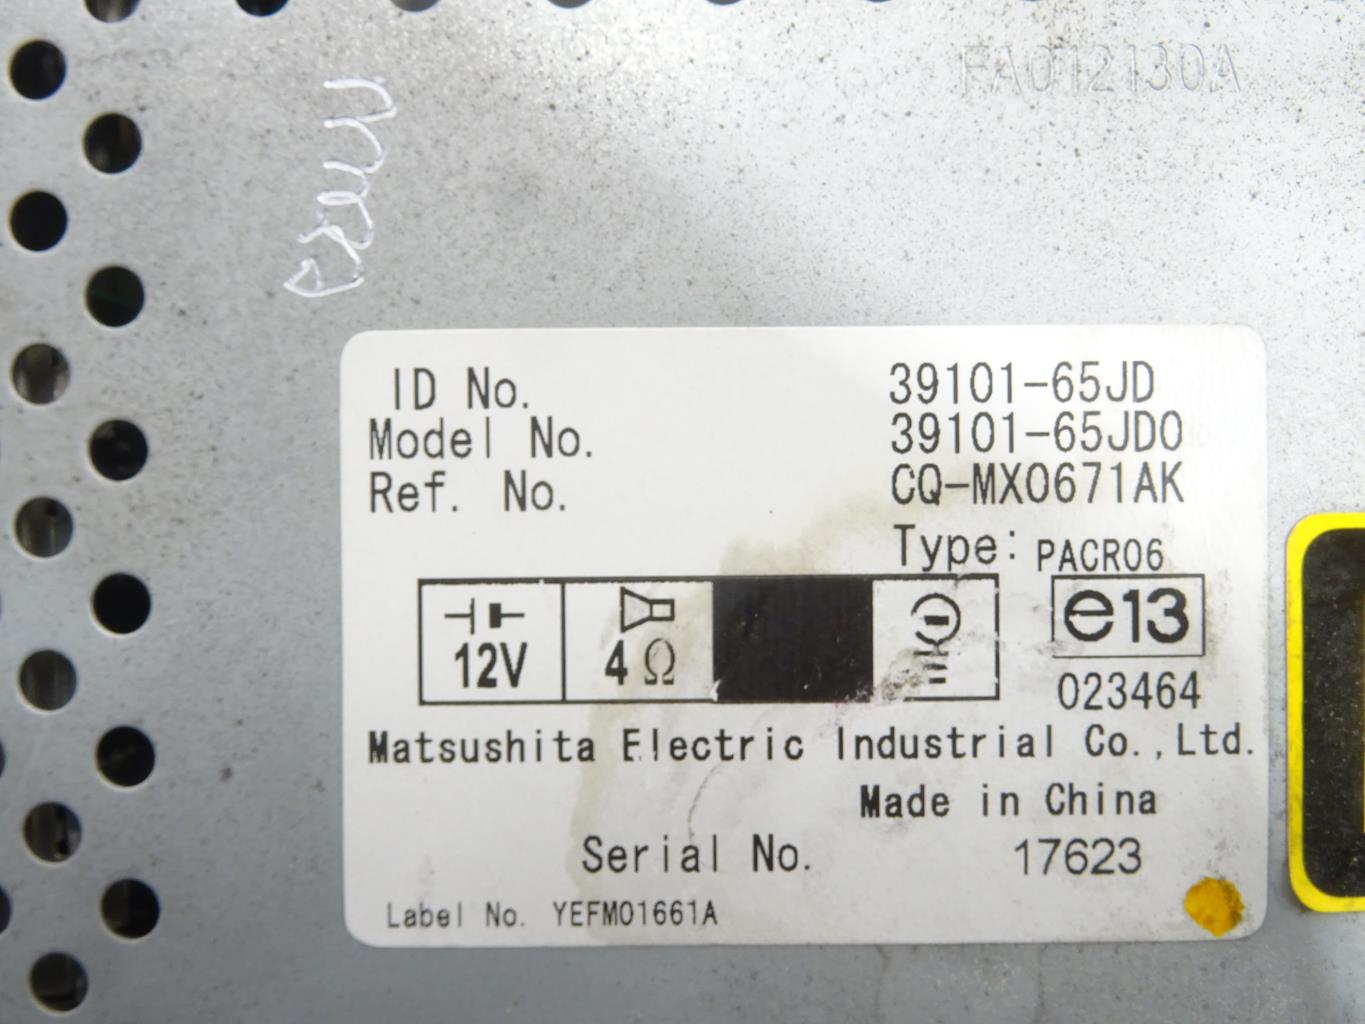 FA012130A
ID No. 39101-65JD
Model No. 39101-65JD0
Ref. No. CQ-MX0671AK
Type: PACR06
12V 4 Ω e13
023464
Matsushita Electric Industrial Co.,Ltd.
Made in China
Serial No. 17623
Label No. YEFM01661A